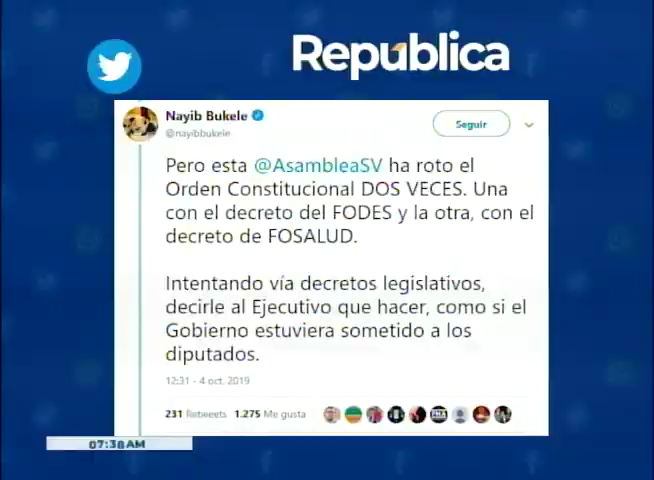 República
Nayib Bukele
@nayibbukele
Seguir
Pero esta @AsambleaSV ha roto el
Orden Constitucional DOS VECES. Una
con el decreto del FODES y la otra, con el
decreto de FOSALUD.
Intentando vía decretos legislativos,
decirle al Ejecutivo que hacer, como si el
Gobierno estuviera sometido a los
diputados.
12:31 - 4 oct. 2019
231 Retweets 1.275 Me gusta
07:38AM